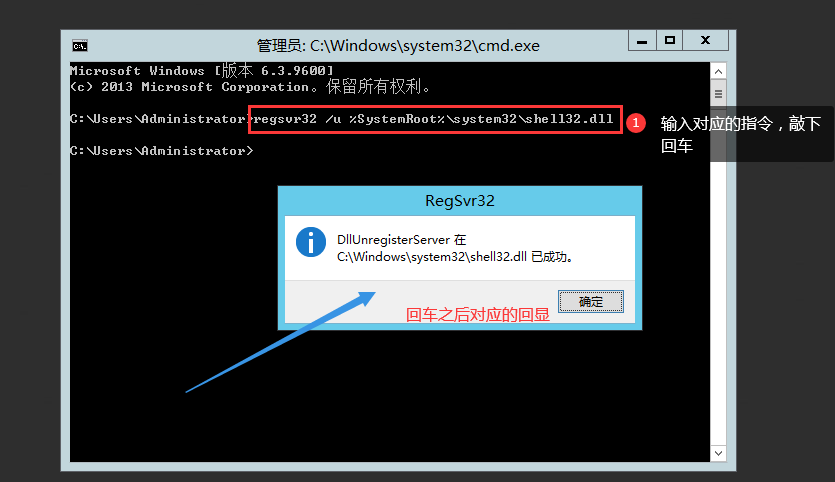 管理员: C:\Windows\system32\cmd.exe
Microsoft Windows [版本 6.3.9600]
(c) 2013 Microsoft Corporation。保留所有权利。
C:\Users\Administrator>regsvr32 /u %SystemRoot%\system32\shell32.dll
1 输入对应的指令，敲下
回车
C:\Users\Administrator>
RegSvr32
DllUnregisterServer 在
C:\Windows\system32\shell32.dll 已成功。
确定
回车之后对应的回显